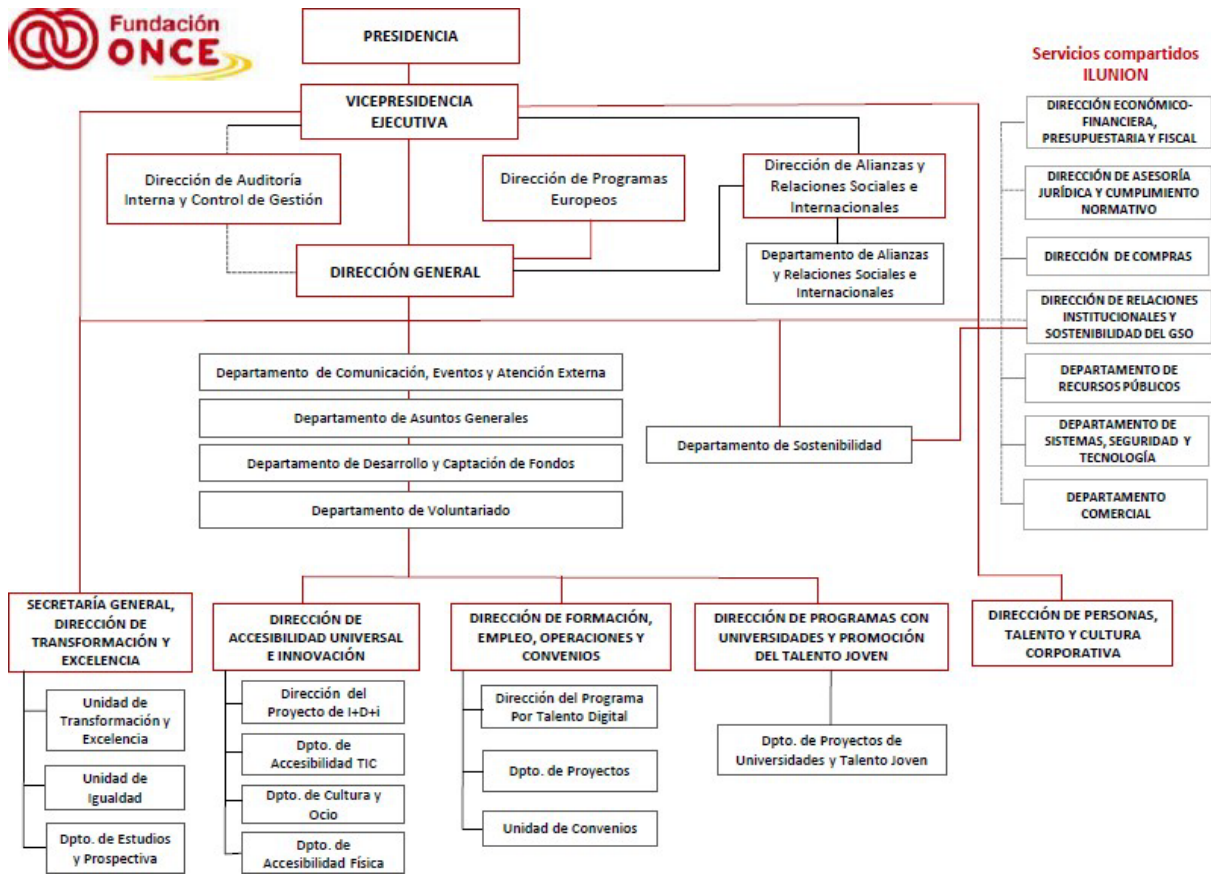 Fundación
ONCE
PRESIDENCIA
VICEPRESIDENCIA
EJECUTIVA
Dirección de Auditoría
Interna y Control de Gestión
Dirección de Programas
Europeos
Dirección de Alianzas y
Relaciones Sociales e
Internacionales
DIRECCIÓN GENERAL
Departamento de Alianzas
y Relaciones Sociales e
Internacionales
Servicios compartidos
ILUNION
DIRECCIÓN ECONÓMICO-
FINANCIERA,
PRESUPUESTARIA Y FISCAL
DIRECCIÓN DE ASESORÍA
JURÍDICA Y CUMPLIMIENTO
NORMATIVO
DIRECCIÓN DE COMPRAS
DIRECCIÓN DE RELACIONES
INSTITUCIONALES Y
SOSTENIBILIDAD DEL GSO
DEPARTAMENTO DE
RECURSOS PÚBLICOS
DEPARTAMENTO DE
SISTEMAS, SEGURIDAD Y
TECNOLOGÍA
DEPARTAMENTO
COMERCIAL
Departamento de Comunicación, Eventos y Atención Externa
Departamento de Asuntos Generales
Departamento de Desarrollo y Captación de Fondos
Departamento de Voluntariado
Departamento de Sostenibilidad
SECRETARÍA GENERAL,
DIRECCIÓN DE
TRANSFORMACIÓN Y
EXCELENCIA
Unidad de
Transformación y
Excelencia
Unidad de
Igualdad
Dpto. de Estudios
y Prospectiva
DIRECCIÓN DE
ACCESIBILIDAD UNIVERSAL
E INNOVACIÓN
Dirección del
Proyecto de I+D+i
Dpto. de
Accesibilidad TIC
Dpto. de Cultura y
Ocio
Dpto. de
Accesibilidad Física
DIRECCIÓN DE FORMACIÓN,
EMPLEO, OPERACIONES Y
CONVENIOS
Dirección del Programa
Por Talento Digital
Dpto. de Proyectos
Unidad de Convenios
DIRECCIÓN DE PROGRAMAS CON
UNIVERSIDADES Y PROMOCIÓN
DEL TALENTO JOVEN
Dpto. de Proyectos de
Universidades y Talento Joven
DIRECCIÓN DE PERSONAS,
TALENTO Y CULTURA
CORPORATIVA